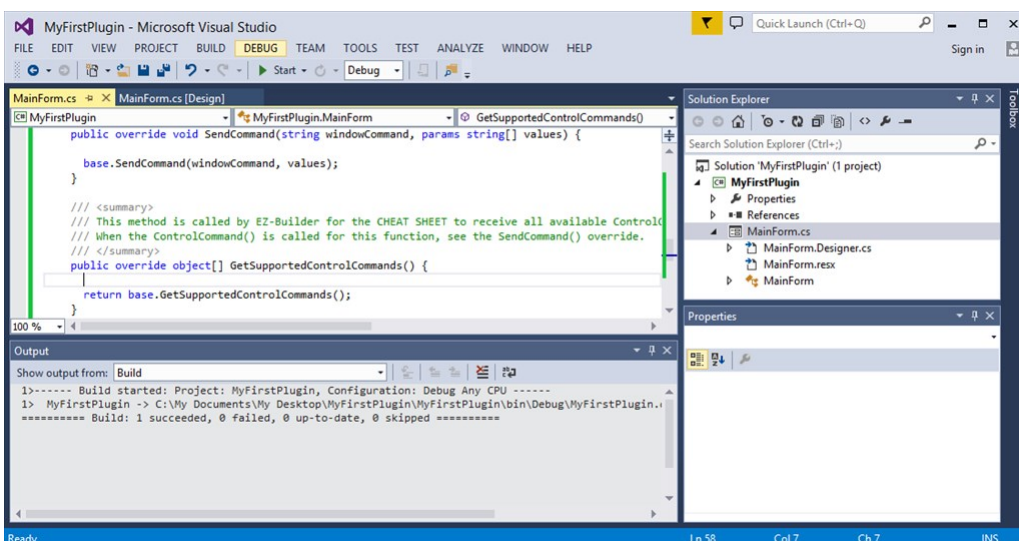 MyFirstPlugin - Microsoft Visual Studio
Quick Launch (Ctrl+Q)
FILE EDIT VIEW PROJECT BUILD DEBUG TEAM TOOLS TEST ANALYZE WINDOW HELP
Sign in
Start
Debug
MainForm.cs
MainForm.cs [Design]
MyFirstPlugin
MyFirstPlugin.MainForm
GetSupportedControlCommands()
public override void SendCommand(string windowCommand, params string[] values) {
base.SendCommand(windowCommand, values);
}
/// <summary>
/// This method is called by EZ-Builder for the CHEAT SHEET to receive all available Control
/// When the ControlCommand() is called for this function, see the SendCommand() override.
/// </summary>
public override object[] GetSupportedControlCommands() {
return base.GetSupportedControlCommands();
}
100 %
Output
Show output from: Build
1>------ Build started: Project: MyFirstPlugin, Configuration: Debug Any CPU ------
1>  MyFirstPlugin -> C:\My Documents\My Desktop\MyFirstPlugin\MyFirstPlugin\bin\Debug\MyFirstPlugin.
========== Build: 1 succeeded, 0 failed, 0 up-to-date, 0 skipped ==========
Solution Explorer
Search Solution Explorer (Ctrl+;)
Solution 'MyFirstPlugin' (1 project)
MyFirstPlugin
Properties
References
MainForm.cs
MainForm.Designer.cs
MainForm.resx
MainForm
Properties
Toolbox
Ready
Ln 58 Col 7 Ch 7 INS